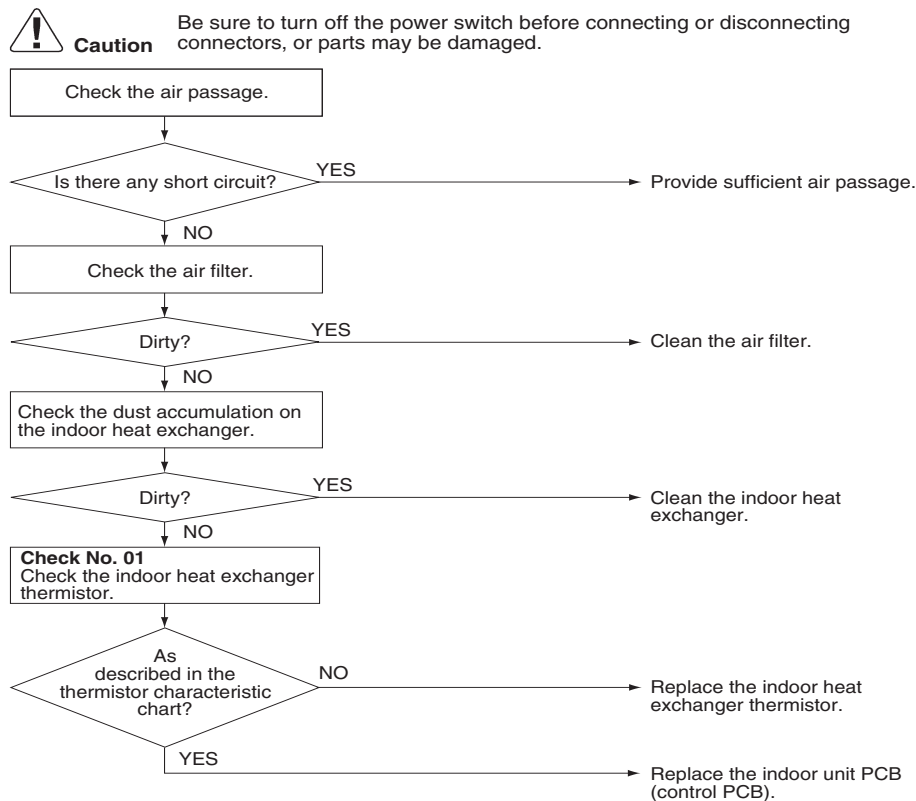 Be sure to turn off the power switch before connecting or disconnecting
Caution connectors, or parts may be damaged.
Check the air passage.
Is there any short circuit?
YES
Provide sufficient air passage.
NO
Check the air filter.
Dirty?
YES
Clean the air filter.
NO
Check the dust accumulation on
the indoor heat exchanger.
Dirty?
YES
Clean the indoor heat
exchanger.
NO
Check No. 01
Check the indoor heat exchanger
thermistor.
As
described in the
thermistor characteristic
chart?
NO
Replace the indoor heat
exchanger thermistor.
YES
Replace the indoor unit PCB
(control PCB).